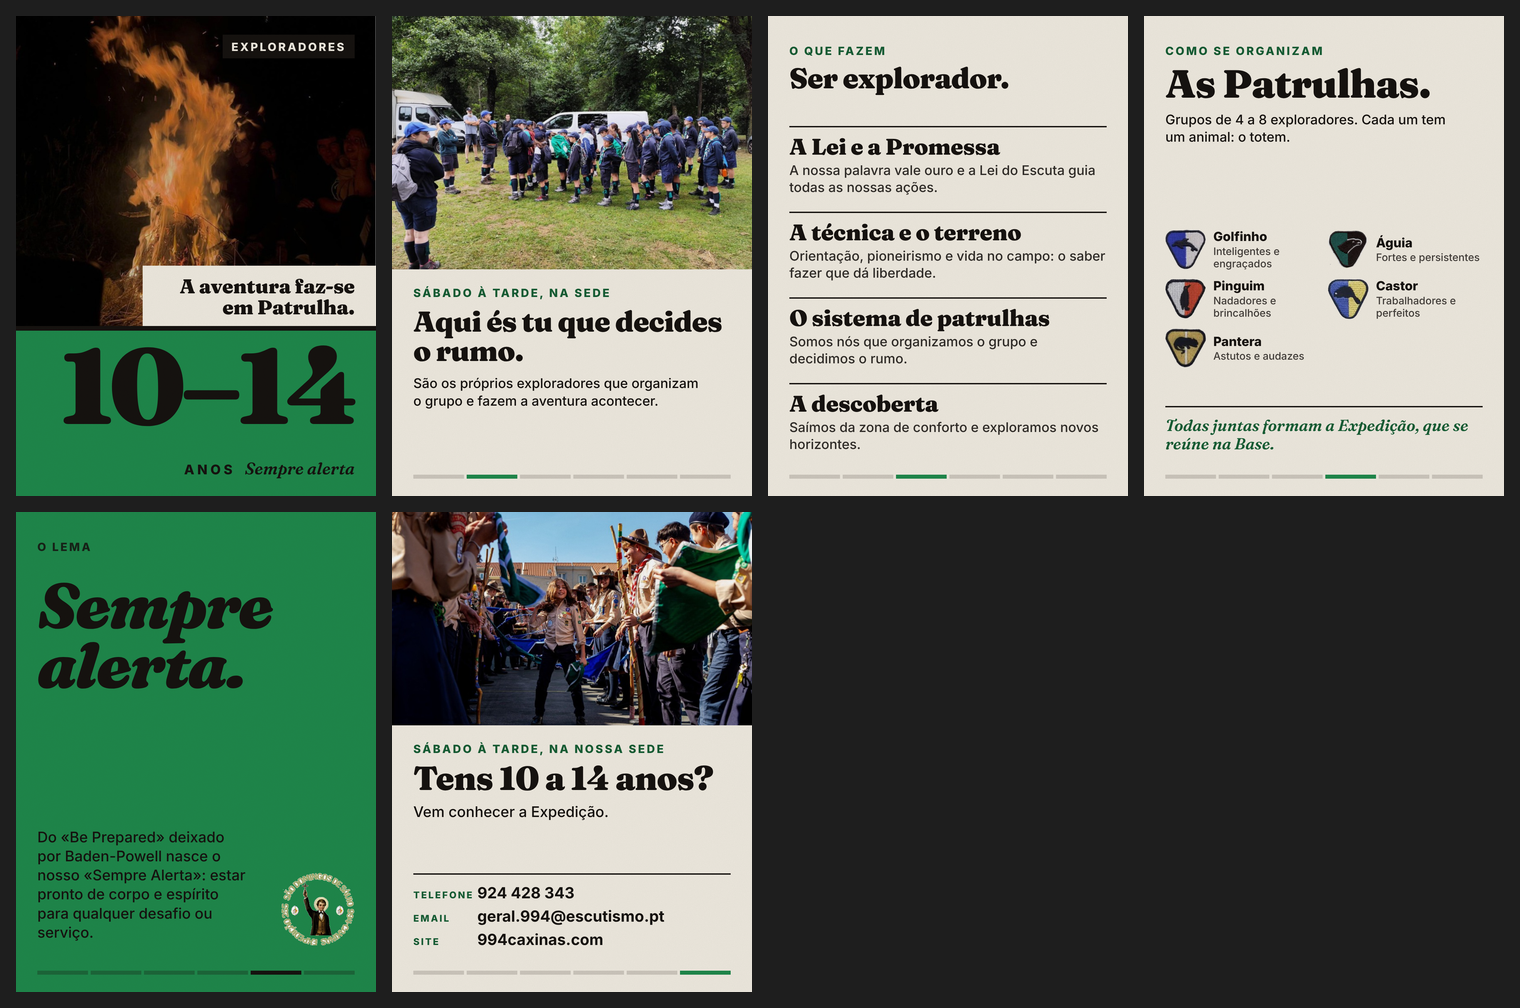 EXPLORADORES
A aventura faz-se
em Patrulha.
10–14
ANOS Sempre alerta
SÁBADO À TARDE, NA SEDE
Aqui és tu que decides
o rumo.
São os próprios exploradores que organizam
o grupo e fazem a aventura acontecer.
O QUE FAZEM
Ser explorador.
A Lei e a Promessa
A nossa palavra vale ouro e a Lei do Escuta guia
todas as nossas ações.
A técnica e o terreno
Orientação, pioneirismo e vida no campo: o saber
fazer que dá liberdade.
O sistema de patrulhas
Somos nós que organizamos o grupo e
decidimos o rumo.
A descoberta
Saímos da zona de conforto e exploramos novos
horizontes.
COMO SE ORGANIZAM
As Patrulhas.
Grupos de 4 a 8 exploradores. Cada um tem
um animal: o totem.
Golfinho
Inteligentes e
engraçados
Águia
Fortes e persistentes
Pinguim
Nadadores e
brincalhões
Castor
Trabalhadores e
perfeitos
Pantera
Astutos e audazes
Todas juntas formam a Expedição, que se
reúne na Base.
O LEMA
Sempre
alerta.
Do «Be Prepared» deixado
por Baden-Powell nasce o
nosso «Sempre Alerta»: estar
pronto de corpo e espírito
para qualquer desafio ou
serviço.
SÁBADO À TARDE, NA NOSSA SEDE
Tens 10 a 14 anos?
Vem conhecer a Expedição.
TELEFONE 924 428 343
EMAIL geral.994@escutismo.pt
SITE 994caxinas.com